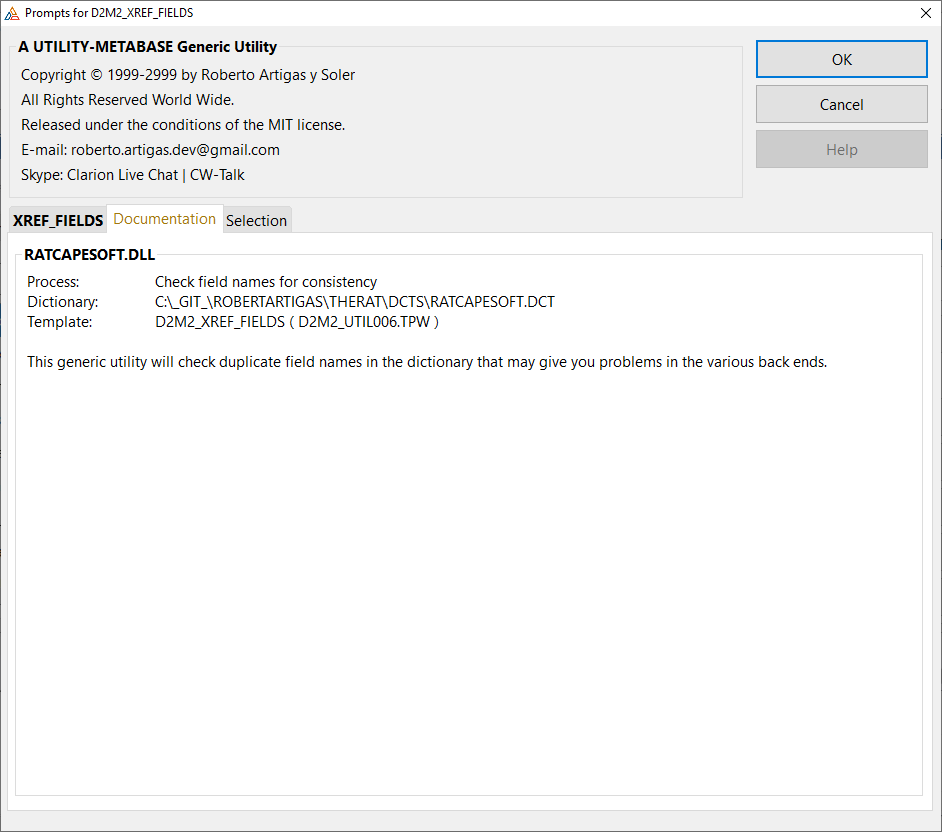 Prompts for D2M2_XREF_FIELDS
A UTILITY-METABASE Generic Utility
Copyright © 1999-2999 by Roberto Artigas y Soler
All Rights Reserved World Wide.
Released under the conditions of the MIT license.
E-mail: roberto.artigas.dev@gmail.com
Skype: Clarion Live Chat | CW-Talk
OK
Cancel
Help
XREF_FIELDS Documentation Selection
RATCAPESOFT.DLL
Process: Check field names for consistency
Dictionary: C:\_GIT_\ROBERTARTIGAS\THERAT\DCTS\RATCAPESOFT.DCT
Template: D2M2_XREF_FIELDS ( D2M2_UTIL006.TPW )
This generic utility will check duplicate field names in the dictionary that may give you problems in the various back ends.